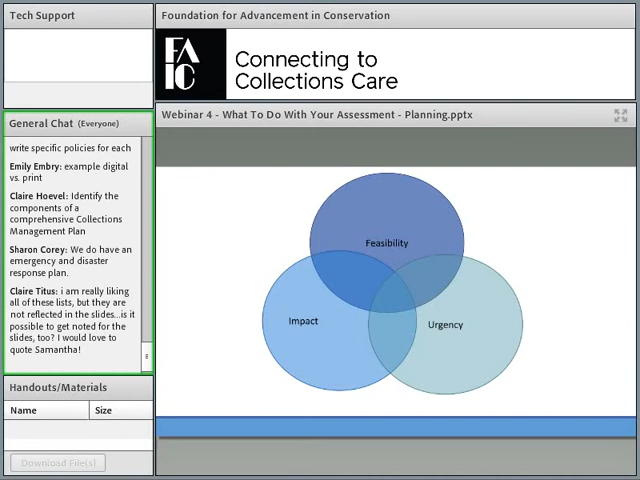 Tech Support
Foundation for Advancement in Conservation
FA
IC
Connecting to
Collections Care
General Chat (Everyone)
write specific policies for each
Emily Embry: example digital
vs. print
Claire Hoevel: Identify the
components of a
comprehensive Collections
Management Plan
Sharon Corey: We do have an
emergency and disaster
response plan.
Claire Titus: i am really liking
all of these lists, but they are
not reflected in the slides...is it
possible to get noted for the
slides, too? I would love to
quote Samantha!
Handouts/Materials
Name
Size
Download File(s)
Webinar 4 - What To Do With Your Assessment - Planning.pptx
Feasibility
Impact
Urgency